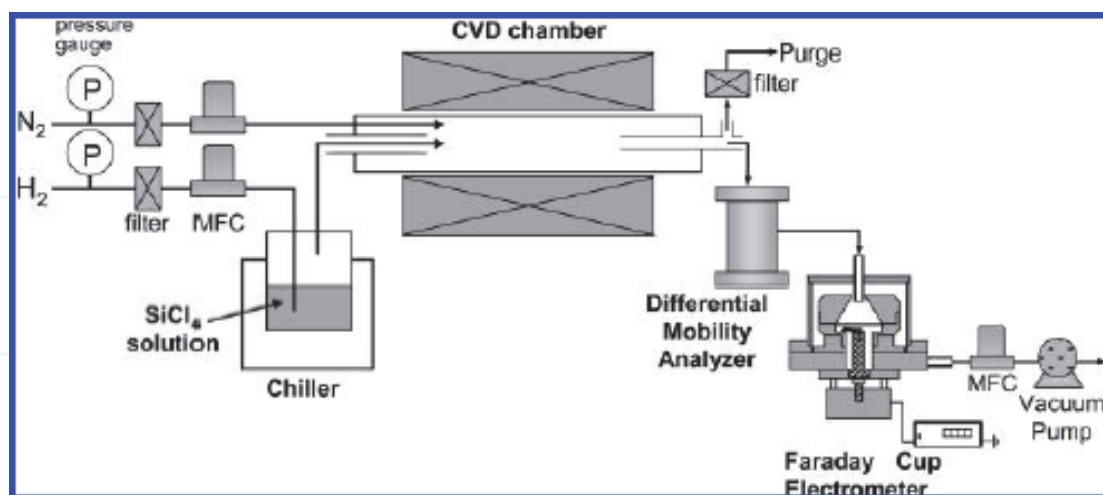 pressure
gauge
CVD chamber
P
N₂
P
H₂
filter
MFC
Purge
filter
SiCl₄
solution
Chiller
Differential
Mobility
Analyzer
MFC
Vacuum
Pump
Faraday Cup
Electrometer